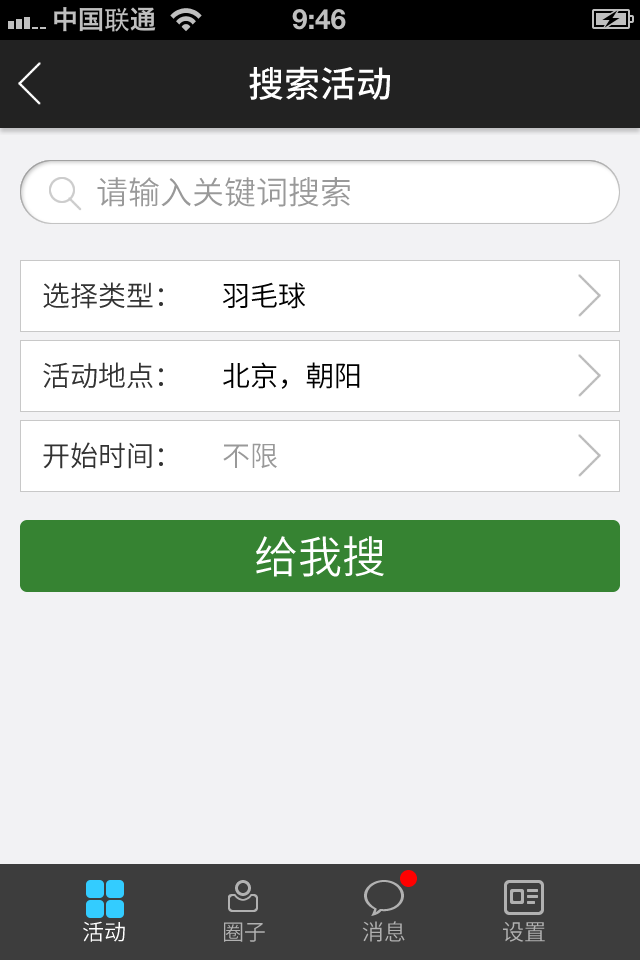 中国联通 9:46
搜索活动
请输入关键词搜索
选择类型： 羽毛球
活动地点： 北京，朝阳
开始时间： 不限
给我搜
活动 圈子 消息 设置